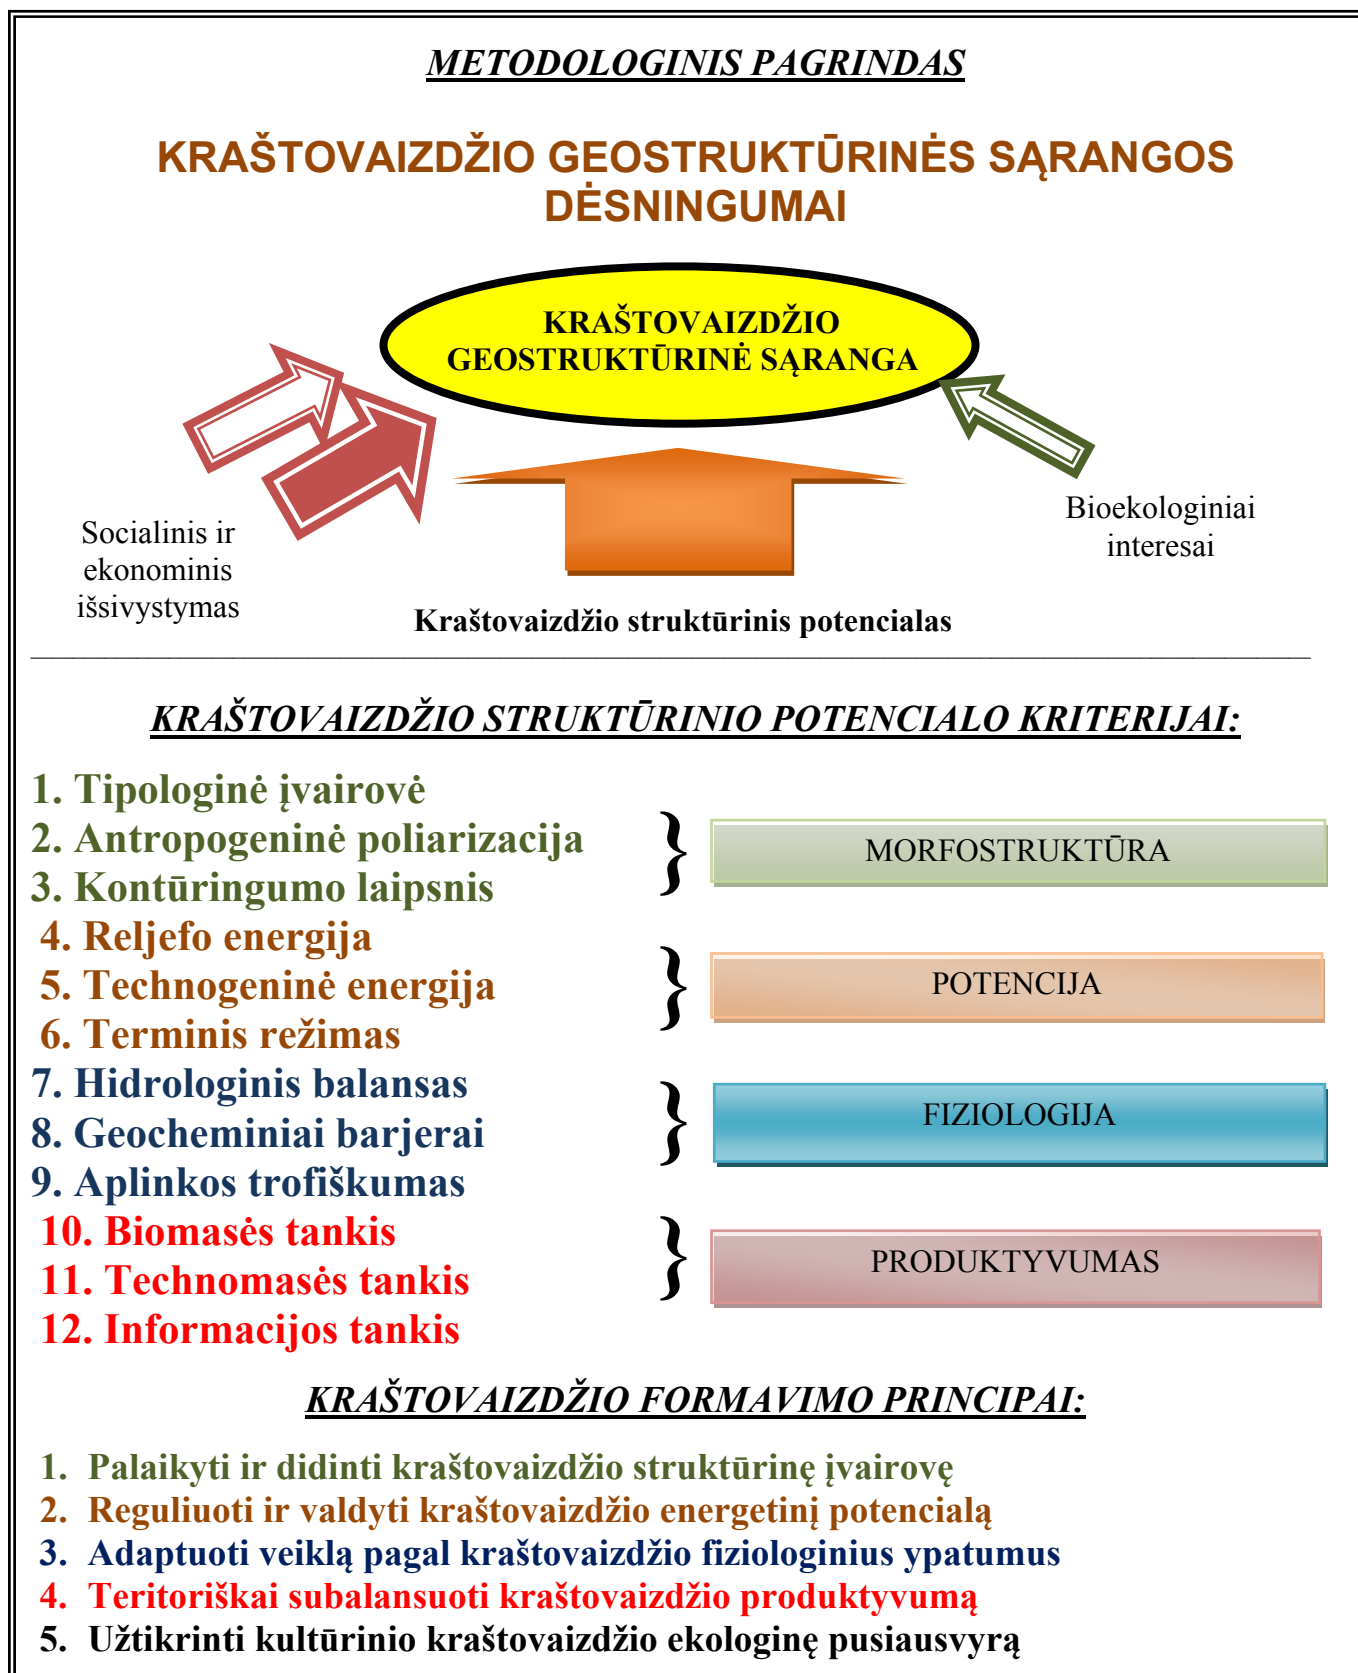 METODOLOGINIS PAGRINDAS
KRAŠTOVAIZDŽIO GEOSTRUKTŪRINĖS SĄRANGOS
DĖSNINGUMAI
KRAŠTOVAIZDŽIO
GEOSTRUKTŪRINĖ SĄRANGA
Socialinis ir
ekonominis
išsivystymas
Bioekologiniai
interesai
Kraštovaizdžio struktūrinis potencialas
KRAŠTOVAIZDŽIO STRUKTŪRINIO POTENCIALO KRITERIJAI:
1. Tipologinė įvairovė
2. Antropogeninė poliarizacija
3. Kontūringumo laipsnis
} MORFOSTRUKTŪRA
4. Reljefo energija
5. Technogeninė energija
6. Terminis režimas
} POTENCIJA
7. Hidrologinis balansas
8. Geocheminiai barjerai
9. Aplinkos trofiškumas
} FIZIOLOGIJA
10. Biomasės tankis
11. Technomasės tankis
12. Informacijos tankis
} PRODUKTYVUMAS
KRAŠTOVAIZDŽIO FORMAVIMO PRINCIPAI:
1. Palaikyti ir didinti kraštovaizdžio struktūrinę įvairovę
2. Reguliuoti ir valdyti kraštovaizdžio energetinį potencialą
3. Adaptuoti veiklą pagal kraštovaizdžio fiziologinius ypatumus
4. Teritoriškai subalansuoti kraštovaizdžio produktyvumą
5. Užtikrinti kultūrinio kraštovaizdžio ekologinę pusiausvyrą